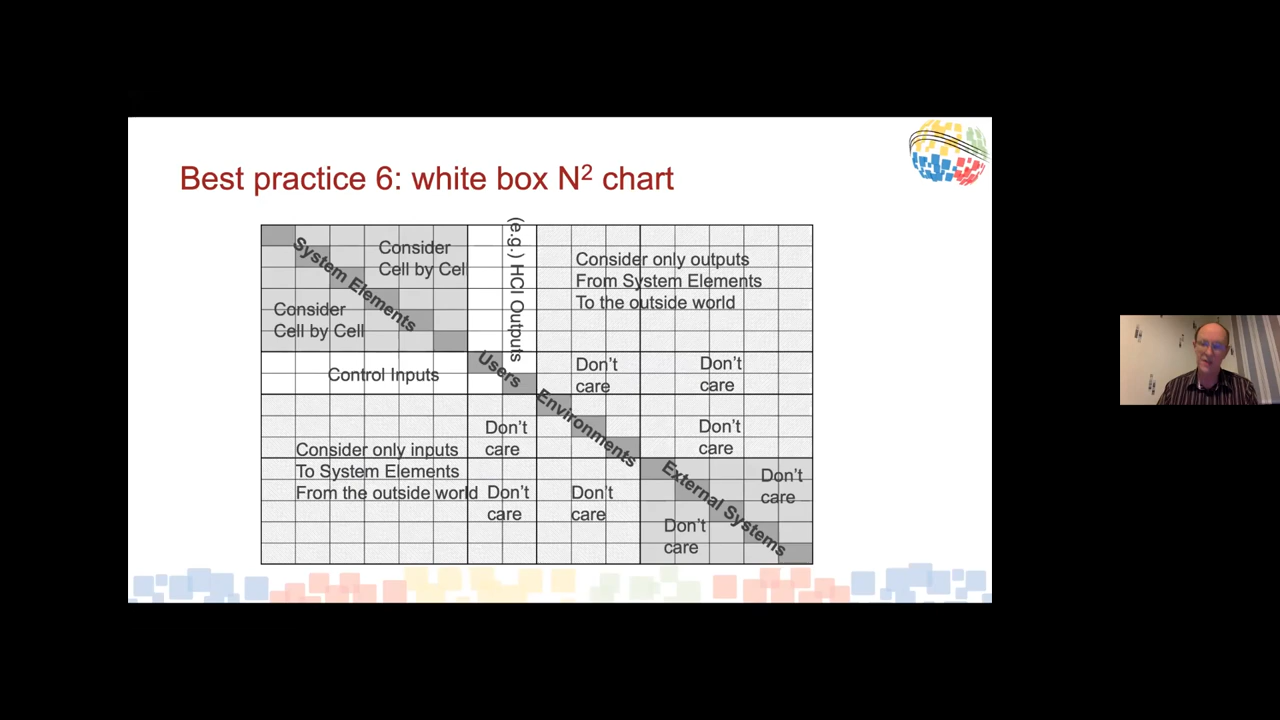 Best practice 6: white box N² chart
System Elements
Consider
Cell by Cel
(e.g.) HCI Outputs
Consider only outputs
From System Elements
To the outside world
Consider
Cell by Cell
Control Inputs
Users
Don't
care
Don't
care
Environments
Don't
care
Don't
care
Consider only inputs
To System Elements
From the outside world
Don't
care
Don't
care
External Systems
Don't
care
Don't
care